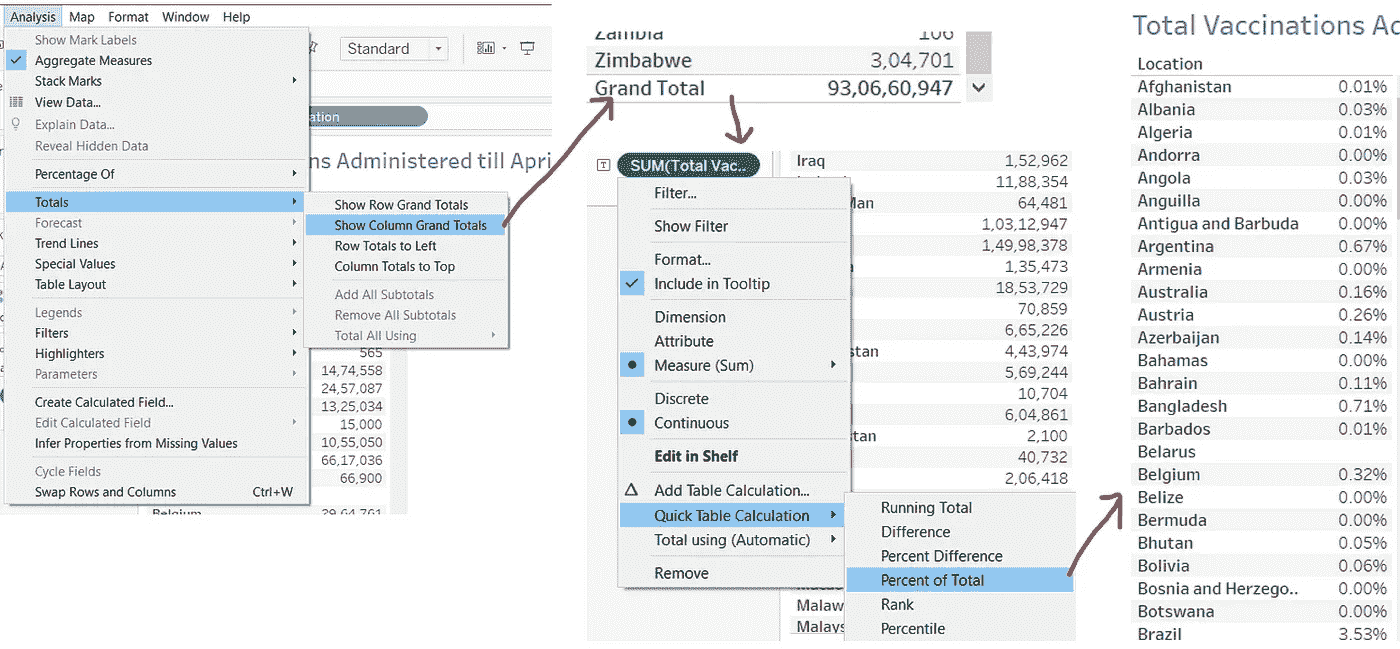 Analysis Map Format Window Help
Show Mark Labels
Aggregate Measures
Stack Marks
View Data...
Explain Data...
Reveal Hidden Data
Percentage Of
Totals
Forecast
Trend Lines
Special Values
Table Layout
Legends
Filters
Highlighters
Parameters
Create Calculated Field...
Edit Calculated Field
Infer Properties from Missing Values
Cycle Fields
Swap Rows and Columns Ctrl+W
Standard
ns Administered till Apri
Show Row Grand Totals
Show Column Grand Totals
Row Totals to Left
Column Totals to Top
Add All Subtotals
Remove All Subtotals
Total All Using
565
14,74,558
24,57,087
13,25,034
15,000
10,55,050
66,17,036
66,900
Belgium 29,64,761
Zambia 106
Zimbabwe 3,04,701
Grand Total 93,06,60,947
SUM(Total Vac..
Filter...
Show Filter
Format...
Include in Tooltip
Dimension
Attribute
Measure (Sum)
Discrete
Continuous
Edit in Shelf
Add Table Calculation...
Quick Table Calculation
Total using (Automatic)
Remove
Running Total
Difference
Percent Difference
Percent of Total
Rank
Percentile
Iraq 1,52,962
11,88,354
Man 64,481
1,03,12,947
1,49,98,378
1,35,473
18,53,729
70,859
6,65,226
stan 4,43,974
5,69,244
10,704
6,04,861
stan 2,100
40,732
2,06,418
Malaw
Malays
Total Vaccinations Ad
Location
Afghanistan 0.01%
Albania 0.03%
Algeria 0.01%
Andorra 0.00%
Angola 0.03%
Anguilla 0.00%
Antigua and Barbuda 0.00%
Argentina 0.67%
Armenia 0.00%
Australia 0.16%
Austria 0.26%
Azerbaijan 0.14%
Bahamas 0.00%
Bahrain 0.11%
Bangladesh 0.71%
Barbados 0.01%
Belarus
Belgium 0.32%
Belize 0.00%
Bermuda 0.00%
Bhutan 0.05%
Bolivia 0.06%
Bosnia and Herzego.. 0.00%
Botswana 0.00%
Brazil 3.53%